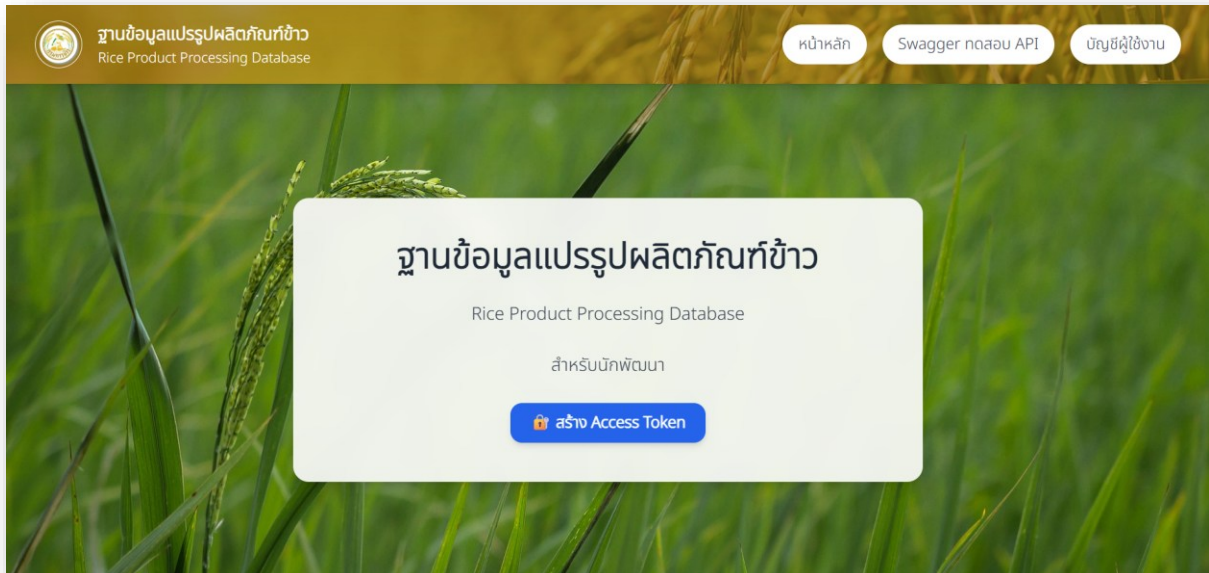 ฐานข้อมูลแปรรูปผลิตภัณฑ์ข้าว
Rice Product Processing Database
หน้าหลัก
Swagger ทดสอบ API
บัญชีผู้ใช้งาน
ฐานข้อมูลแปรรูปผลิตภัณฑ์ข้าว
Rice Product Processing Database
สำหรับนักพัฒนา
🔐 สร้าง Access Token